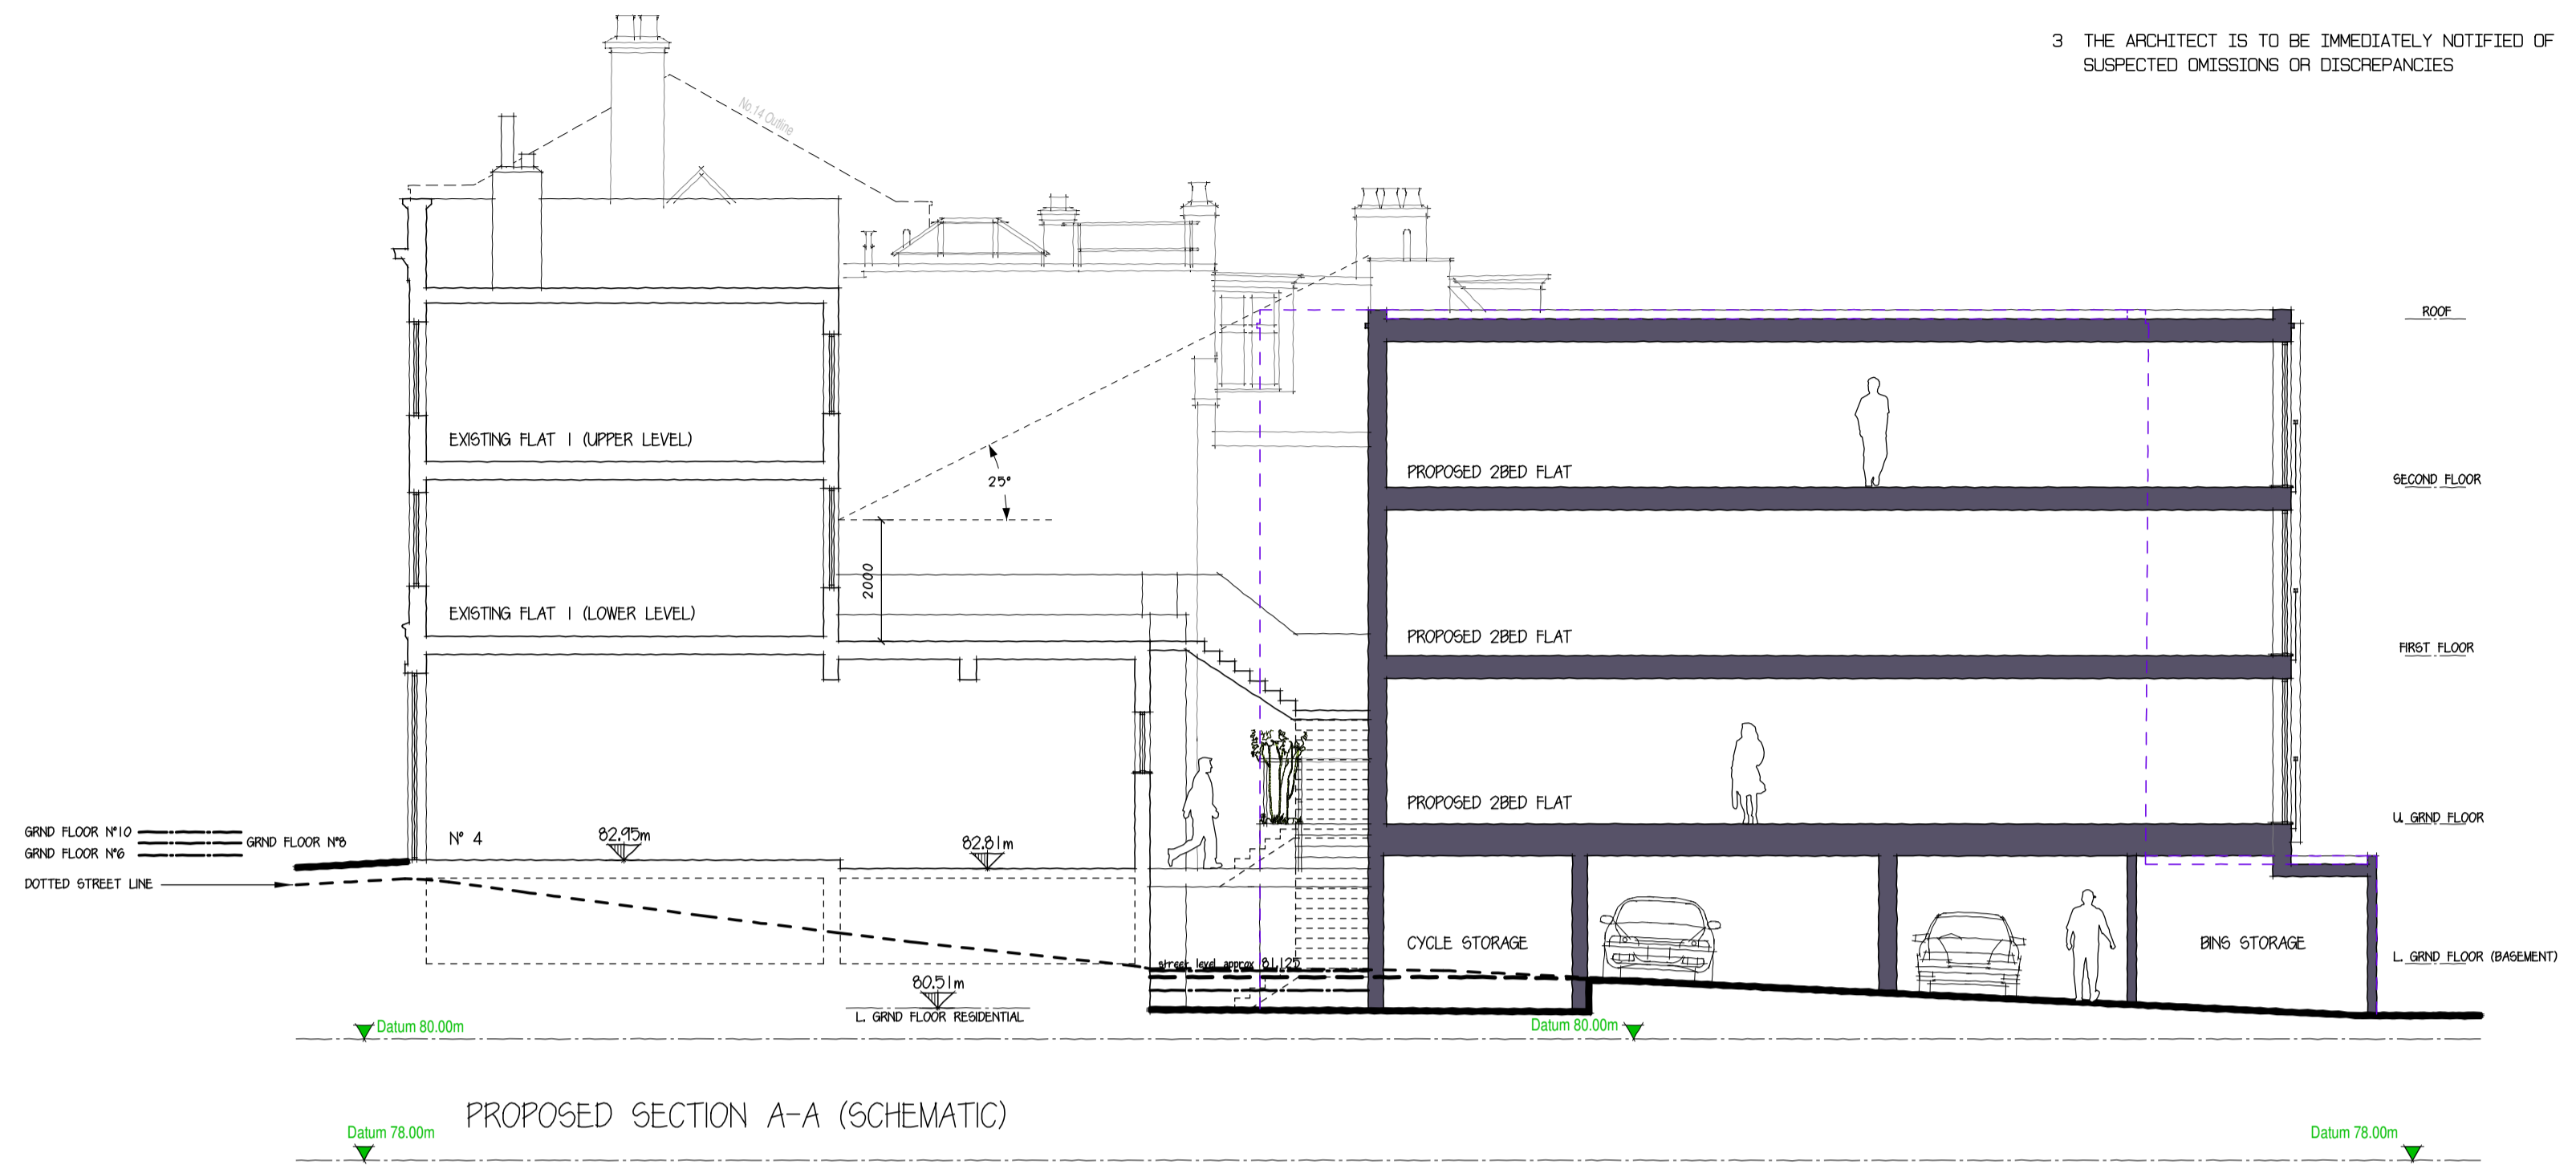 3 THE ARCHITECT IS TO BE IMMEDIATELY NOTIFIED OF
SUSPECTED OMISSIONS OR DISCREPANCIES
No.14 Outline
ROOF
EXISTING FLAT 1 (UPPER LEVEL)
25°
PROPOSED 2BED FLAT
SECOND FLOOR
2000
EXISTING FLAT 1 (LOWER LEVEL)
PROPOSED 2BED FLAT
FIRST FLOOR
PROPOSED 2BED FLAT
U. GRND FLOOR
GRND FLOOR Nº10
GRND FLOOR Nº8
GRND FLOOR Nº6
Nº 4
82.95m
82.81m
DOTTED STREET LINE
CYCLE STORAGE
BINS STORAGE
L. GRND FLOOR (BASEMENT)
street level approx 81.125
80.51m
L. GRND FLOOR RESIDENTIAL
Datum 80.00m
Datum 80.00m
PROPOSED SECTION A-A (SCHEMATIC)
Datum 78.00m
Datum 78.00m